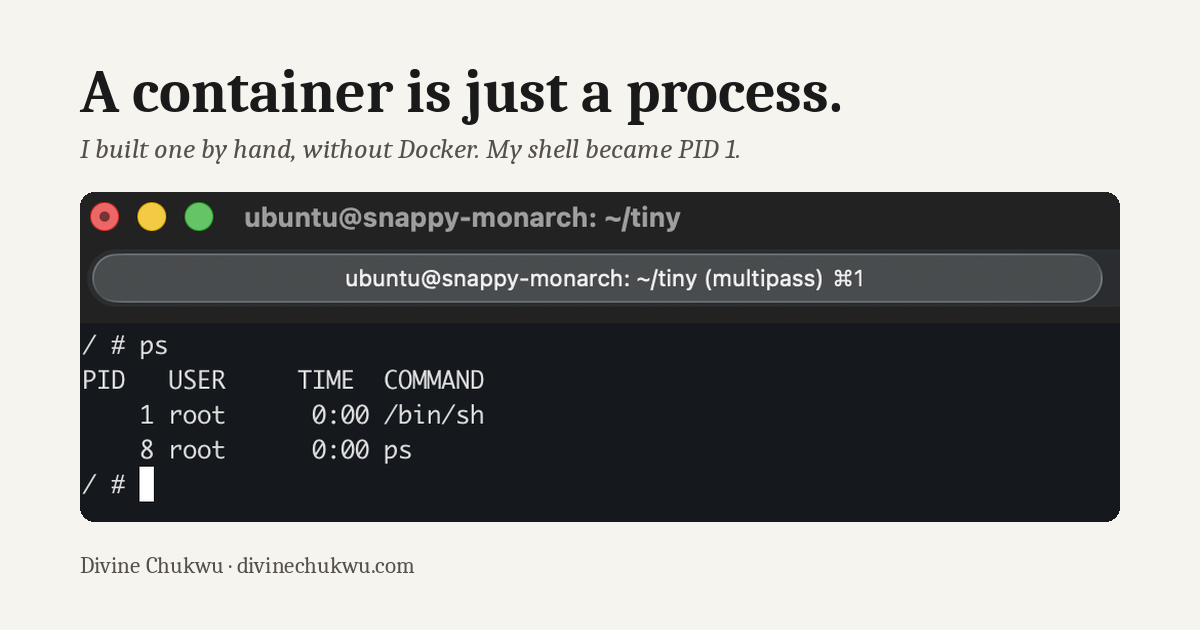 A container is just a process.
I built one by hand, without Docker. My shell became PID 1.
ubuntu@snappy-monarch: ~/tiny
ubuntu@snappy-monarch: ~/tiny (multipass) ⌘1
/ # ps
PID   USER     TIME  COMMAND
    1 root      0:00 /bin/sh
    8 root      0:00 ps
/ #
Divine Chukwu · divinechukwu.com